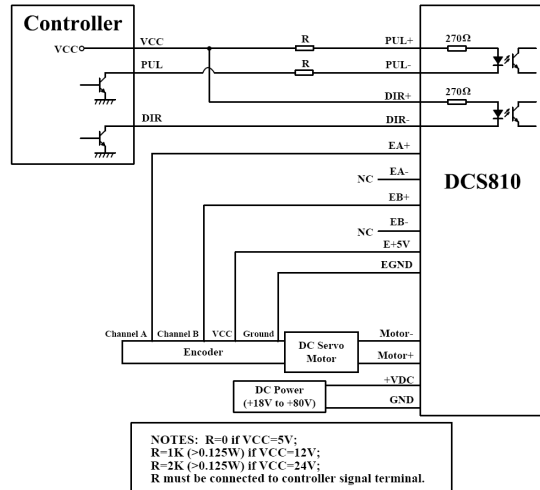 Controller
VCC
VCC
R
PUL+
270Ω
PUL
R
PUL-
DIR+
270Ω
DIR
DIR-
EA+
NC
EA-
DCS810
EB+
NC
EB-
E+5V
EGND
Channel A
Channel B
VCC
Ground
Encoder
DC Servo
Motor
Motor-
Motor+
DC Power
(+18V to +80V)
+VDC
GND
NOTES: R=0 if VCC=5V;
R=1K (>0.125W) if VCC=12V;
R=2K (>0.125W) if VCC=24V;
R must be connected to controller signal terminal.